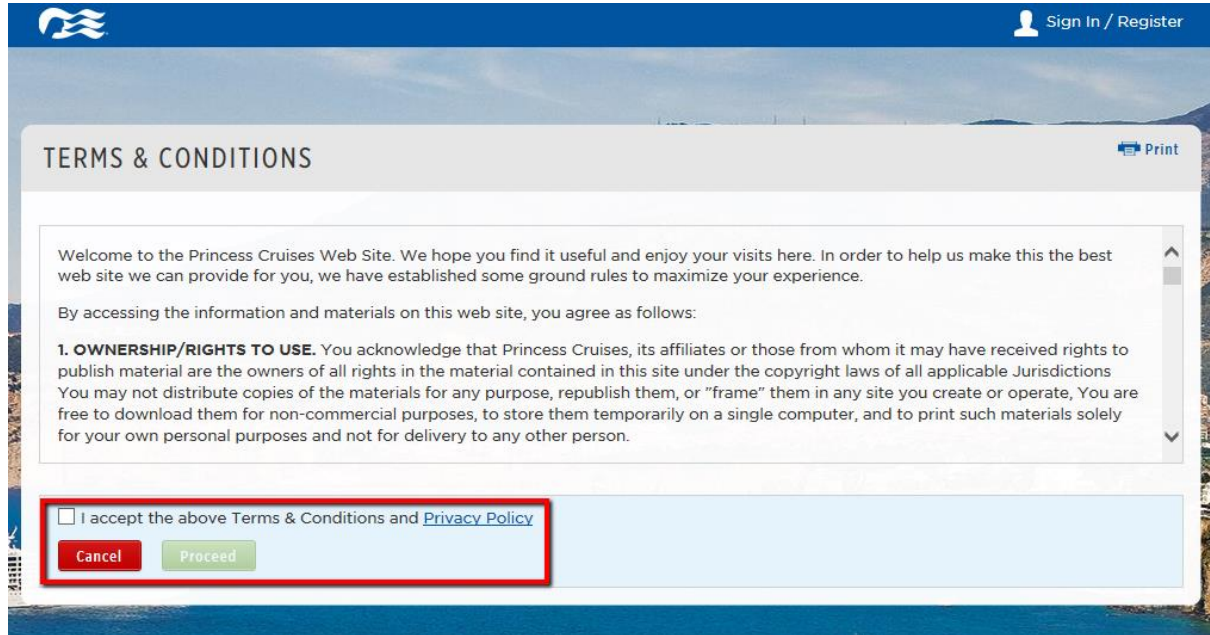 Sign In / Register
TERMS & CONDITIONS
Print
Welcome to the Princess Cruises Web Site. We hope you find it useful and enjoy your visits here. In order to help us make this the best
web site we can provide for you, we have established some ground rules to maximize your experience.
By accessing the information and materials on this web site, you agree as follows:
1. OWNERSHIP/RIGHTS TO USE. You acknowledge that Princess Cruises, its affiliates or those from whom it may have received rights to
publish material are the owners of all rights in the material contained in this site under the copyright laws of all applicable Jurisdictions
You may not distribute copies of the materials for any purpose, republish them, or "frame" them in any site you create or operate, You are
free to download them for non-commercial purposes, to store them temporarily on a single computer, and to print such materials solely
for your own personal purposes and not for delivery to any other person.
I accept the above Terms & Conditions and Privacy Policy
Cancel Proceed